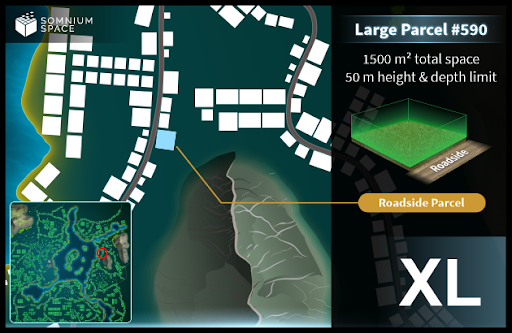 SOMNIUM
SPACE
Large Parcel #590
1500 m² total space
50 m height & depth limit
Roadside
Roadside Parcel
XL